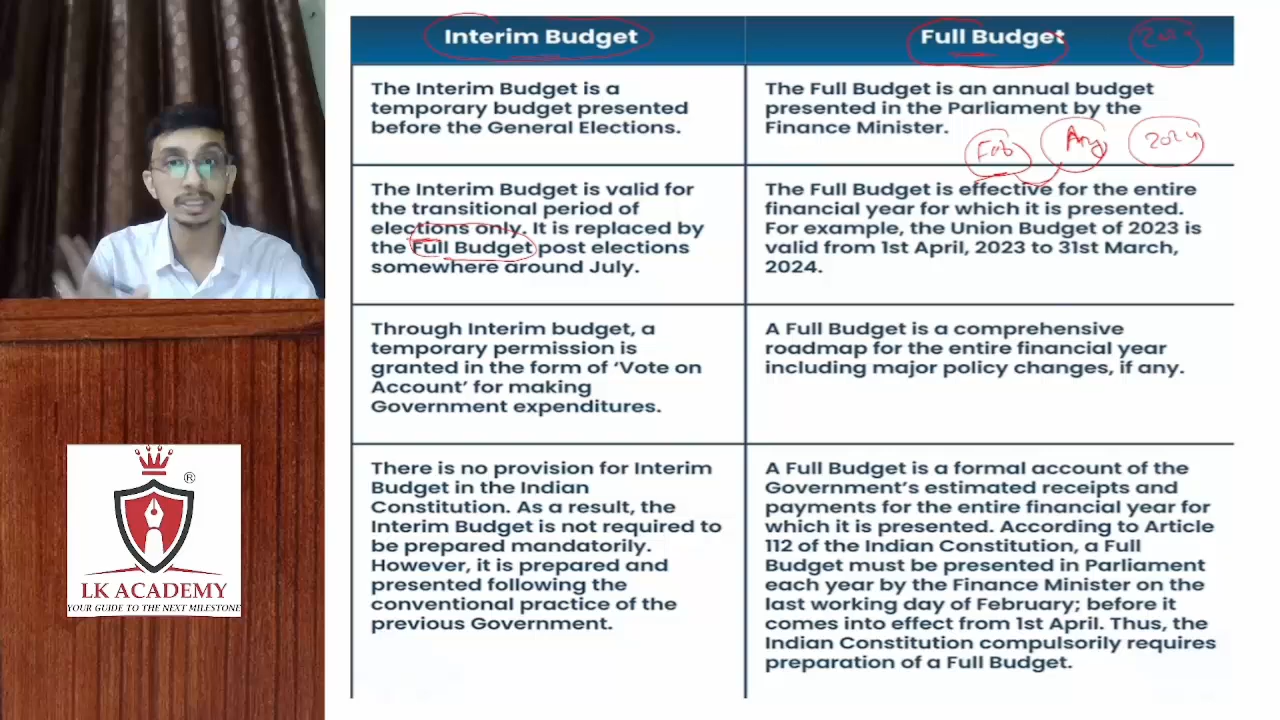 Interim Budget
Full Budget
2024
The Interim Budget is a
temporary budget presented
before the General Elections.
The Full Budget is an annual budget
presented in the Parliament by the
Finance Minister.
Feb
2024
The Interim Budget is valid for
the transitional period of
elections only. It is replaced by
the Full Budget post elections
somewhere around July.
The Full Budget is effective for the entire
financial year for which it is presented.
For example, the Union Budget of 2023 is
valid from 1st April, 2023 to 31st March,
2024.
Through Interim budget, a
temporary permission is
granted in the form of ‘Vote on
Account’ for making
Government expenditures.
A Full Budget is a comprehensive
roadmap for the entire financial year
including major policy changes, if any.
There is no provision for Interim
Budget in the Indian
Constitution. As a result, the
Interim Budget is not required to
be prepared mandatorily.
However, it is prepared and
presented following the
conventional practice of the
previous Government.
A Full Budget is a formal account of the
Government’s estimated receipts and
payments for the entire financial year for
which it is presented. According to Article
112 of the Indian Constitution, a Full
Budget must be presented in Parliament
each year by the Finance Minister on the
last working day of February; before it
comes into effect from 1st April. Thus, the
Indian Constitution compulsorily requires
preparation of a Full Budget.
®
LK ACADEMY
YOUR GUIDE TO THE NEXT MILESTONE